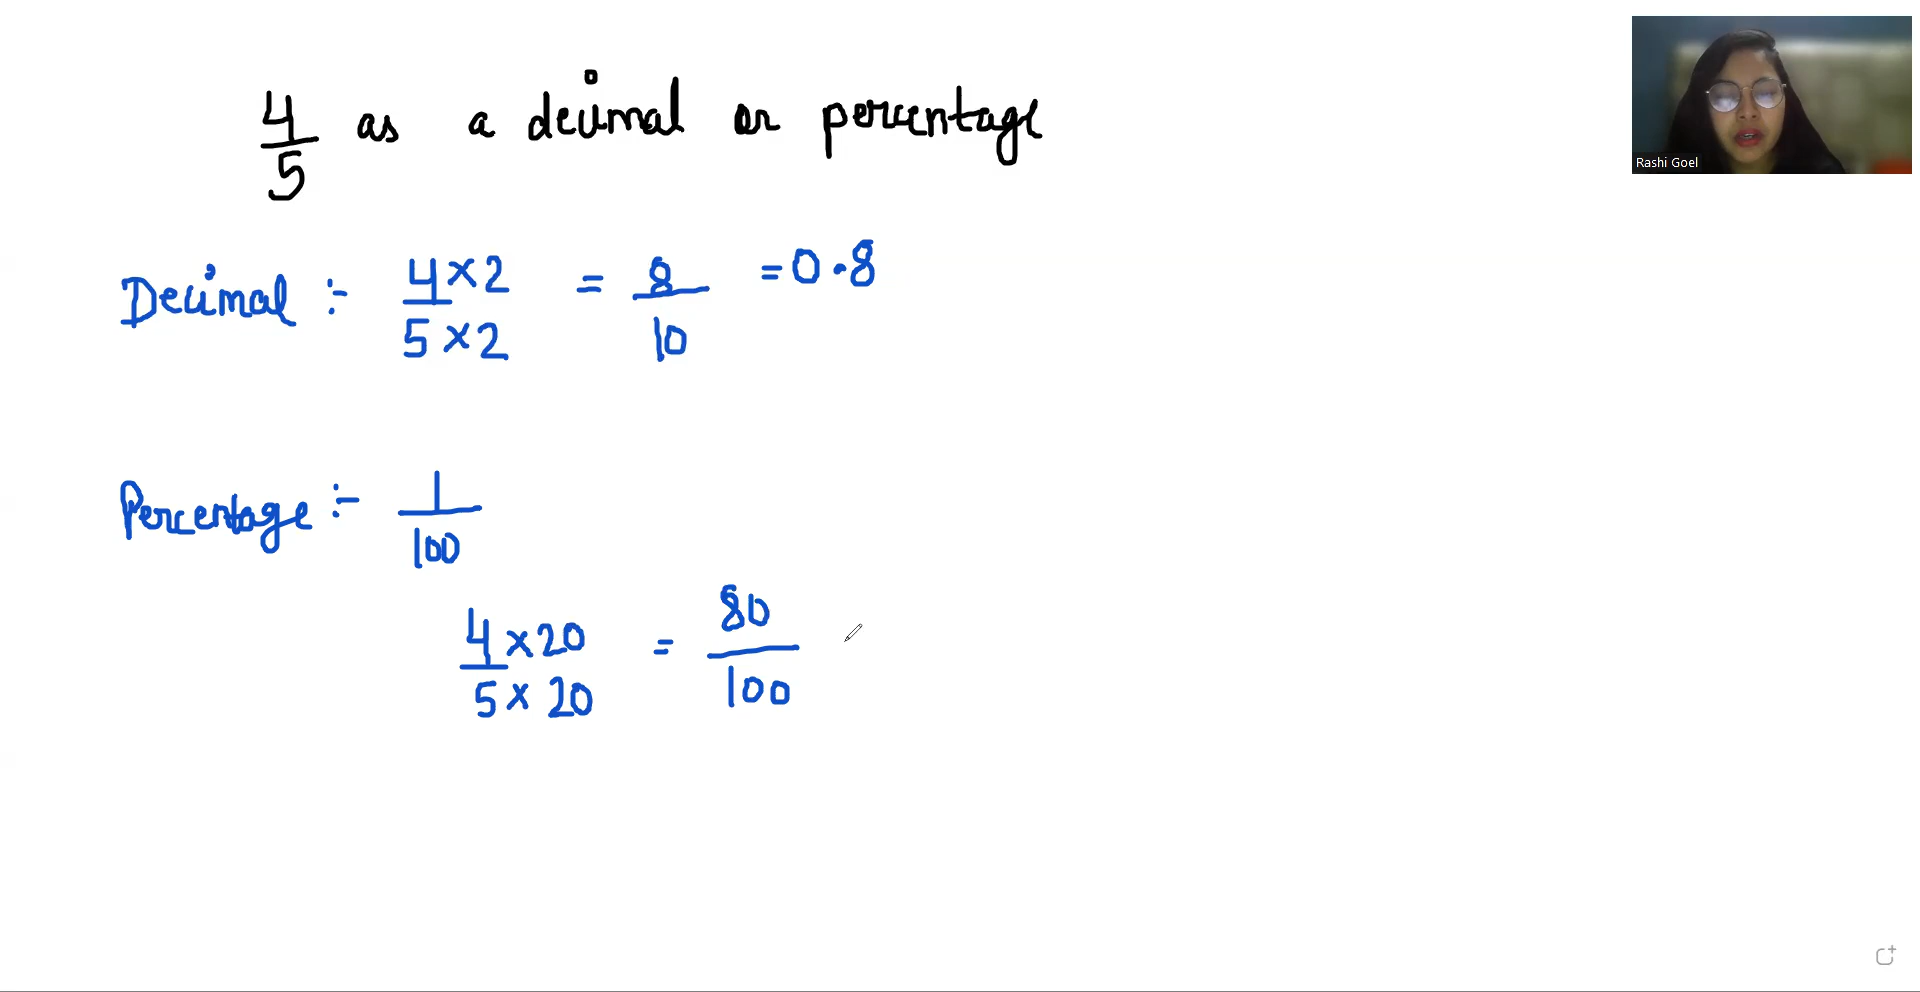 4/5 as a decimal or percentage
Rashi Goel
Decimal :- 4×2/5×2 = 8/10 = 0.8
Percentage :- 1/100
4×20/5×20 = 80/100